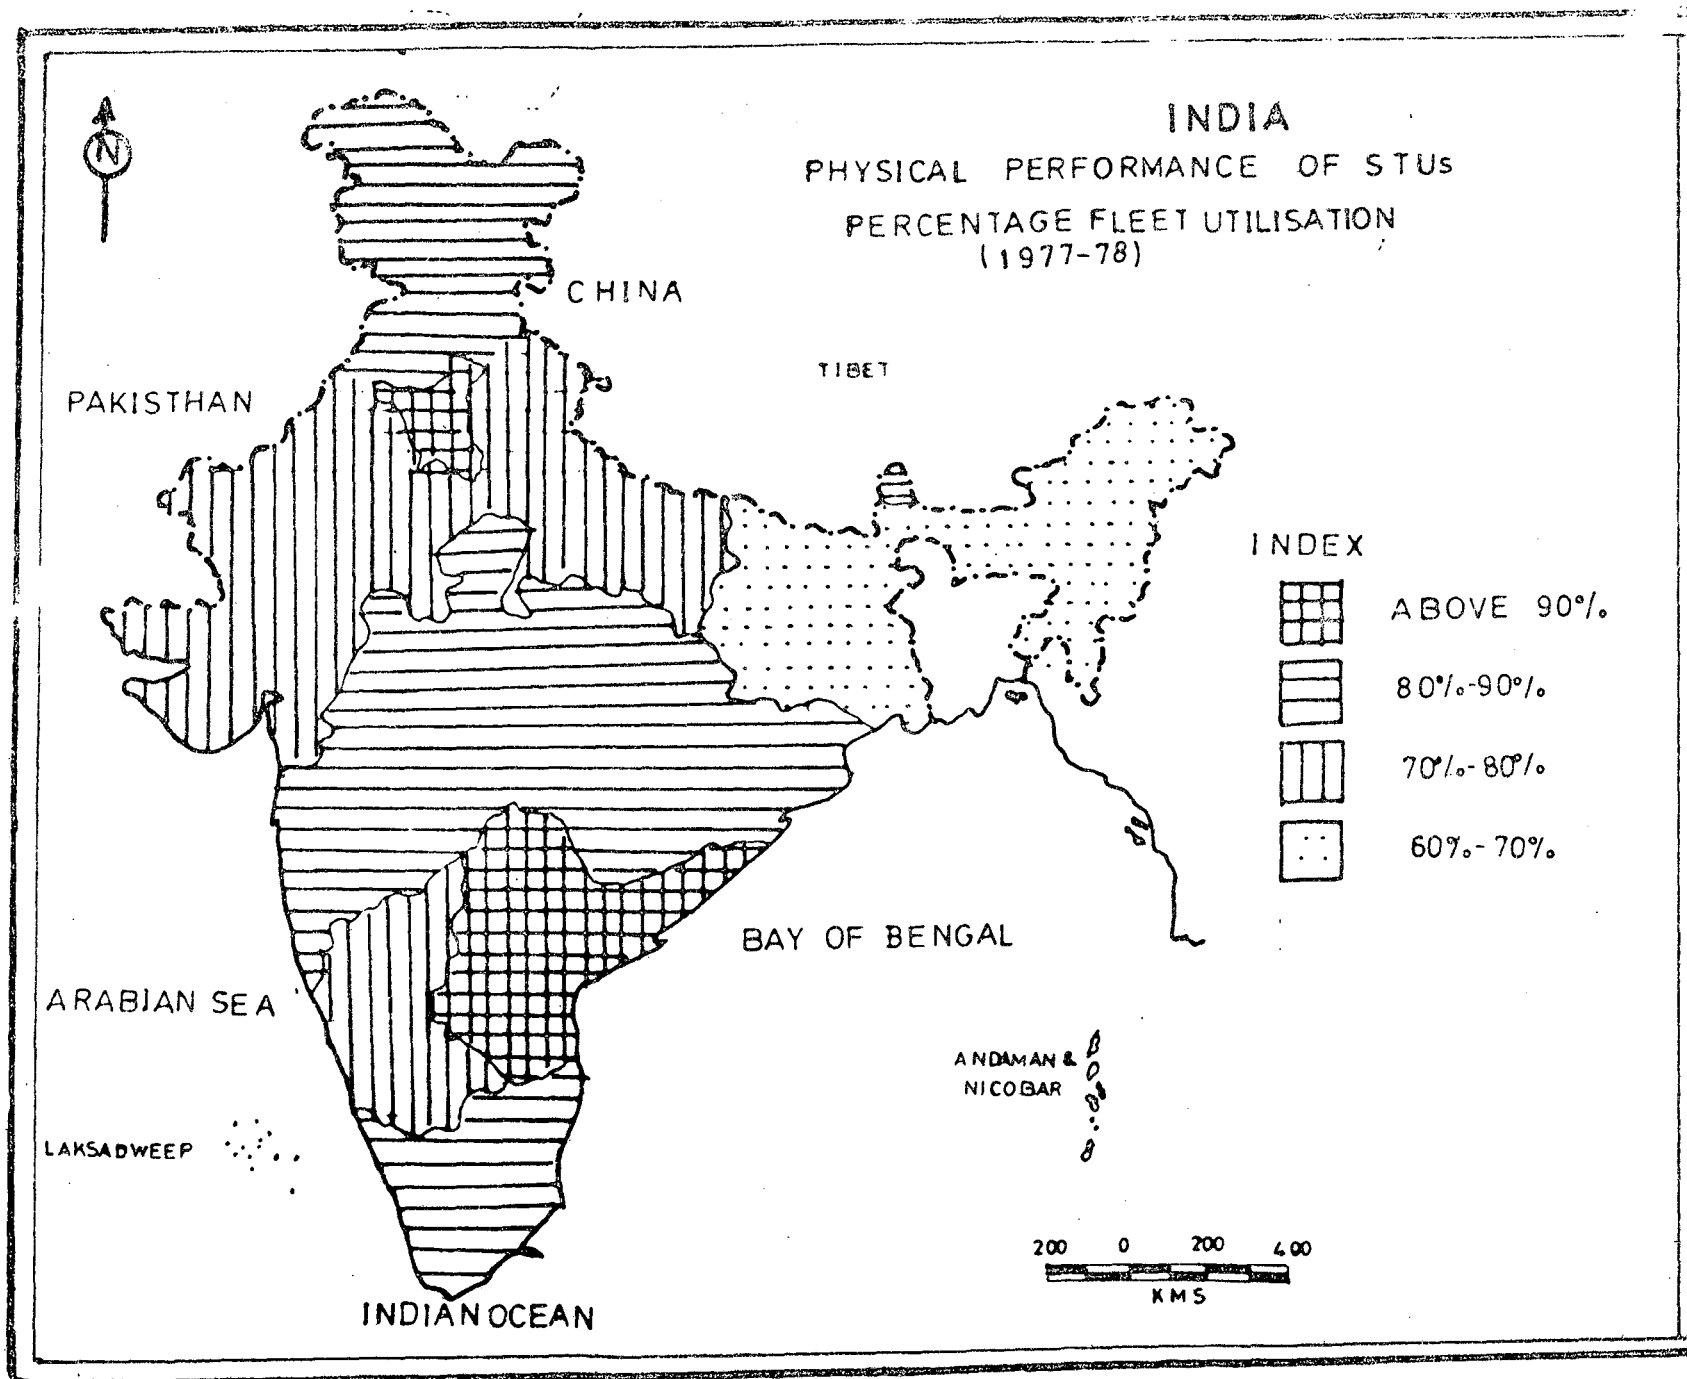 INDIA
PHYSICAL PERFORMANCE OF STUs
PERCENTAGE FLEET UTILISATION
(1977-78)
N
CHINA
TIBET
PAKISTHAN
INDEX
ABOVE 90%
80%-90%
70%-80%
60%-70%
BAY OF BENGAL
ARABIAN SEA
ANDAMAN &
NICOBAR
LAKSADWEEP
200 0 200 400
KMS
INDIAN OCEAN